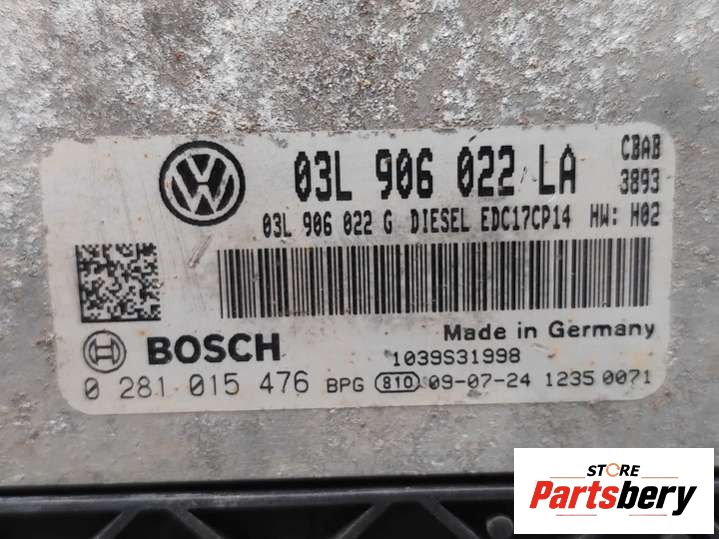 03L 906 022 LA CBAB
3893
03L 906 022 G DIESEL EDC17CP14 HW: H02
Made in Germany
BOSCH
1039S31998
0 281 015 476 BPG 810 09-07-24 1235 0071
STORE
Partsbery